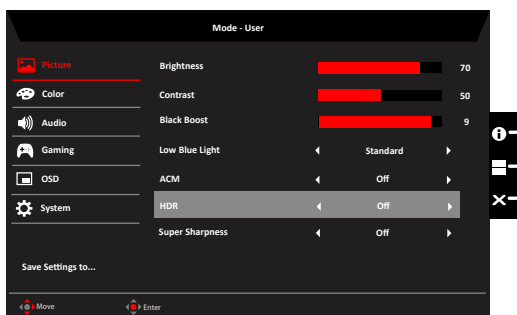 Mode - User
Picture
Brightness 70
Color
Contrast 50
Audio
Black Boost 9
Gaming
Low Blue Light Standard
OSD
ACM Off
System
HDR Off
Super Sharpness Off
Save Settings to...
Move Enter